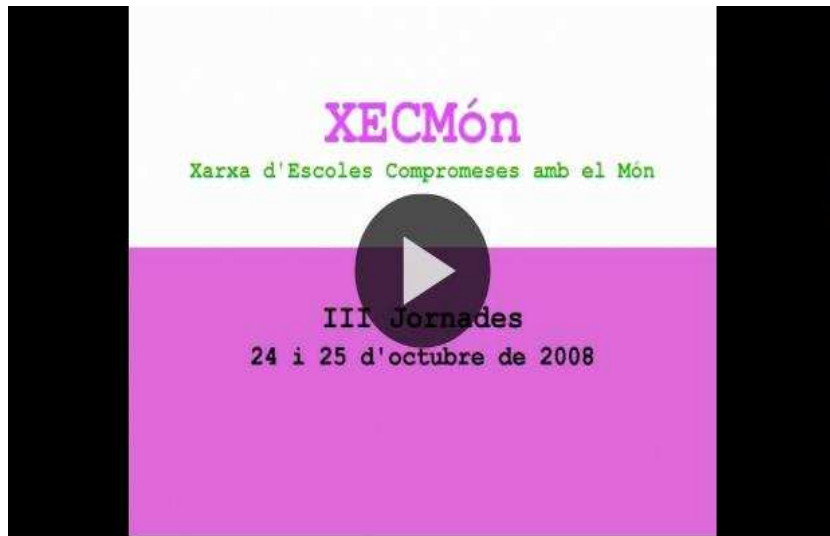 XECMón
Xarxa d'Escoles Compromeses amb el Món
III Jornades
24 i 25 d'octubre de 2008